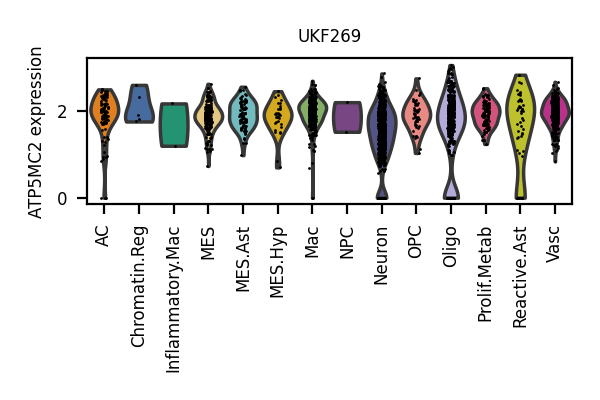 UKF269
ATP5MC2 expression
2
0
AC
Chromatin.Reg
Inflammatory.Mac
MES
MES.Ast
MES.Hyp
Mac
NPC
Neuron
OPC
Oligo
Prolif.Metab
Reactive.Ast
Vasc